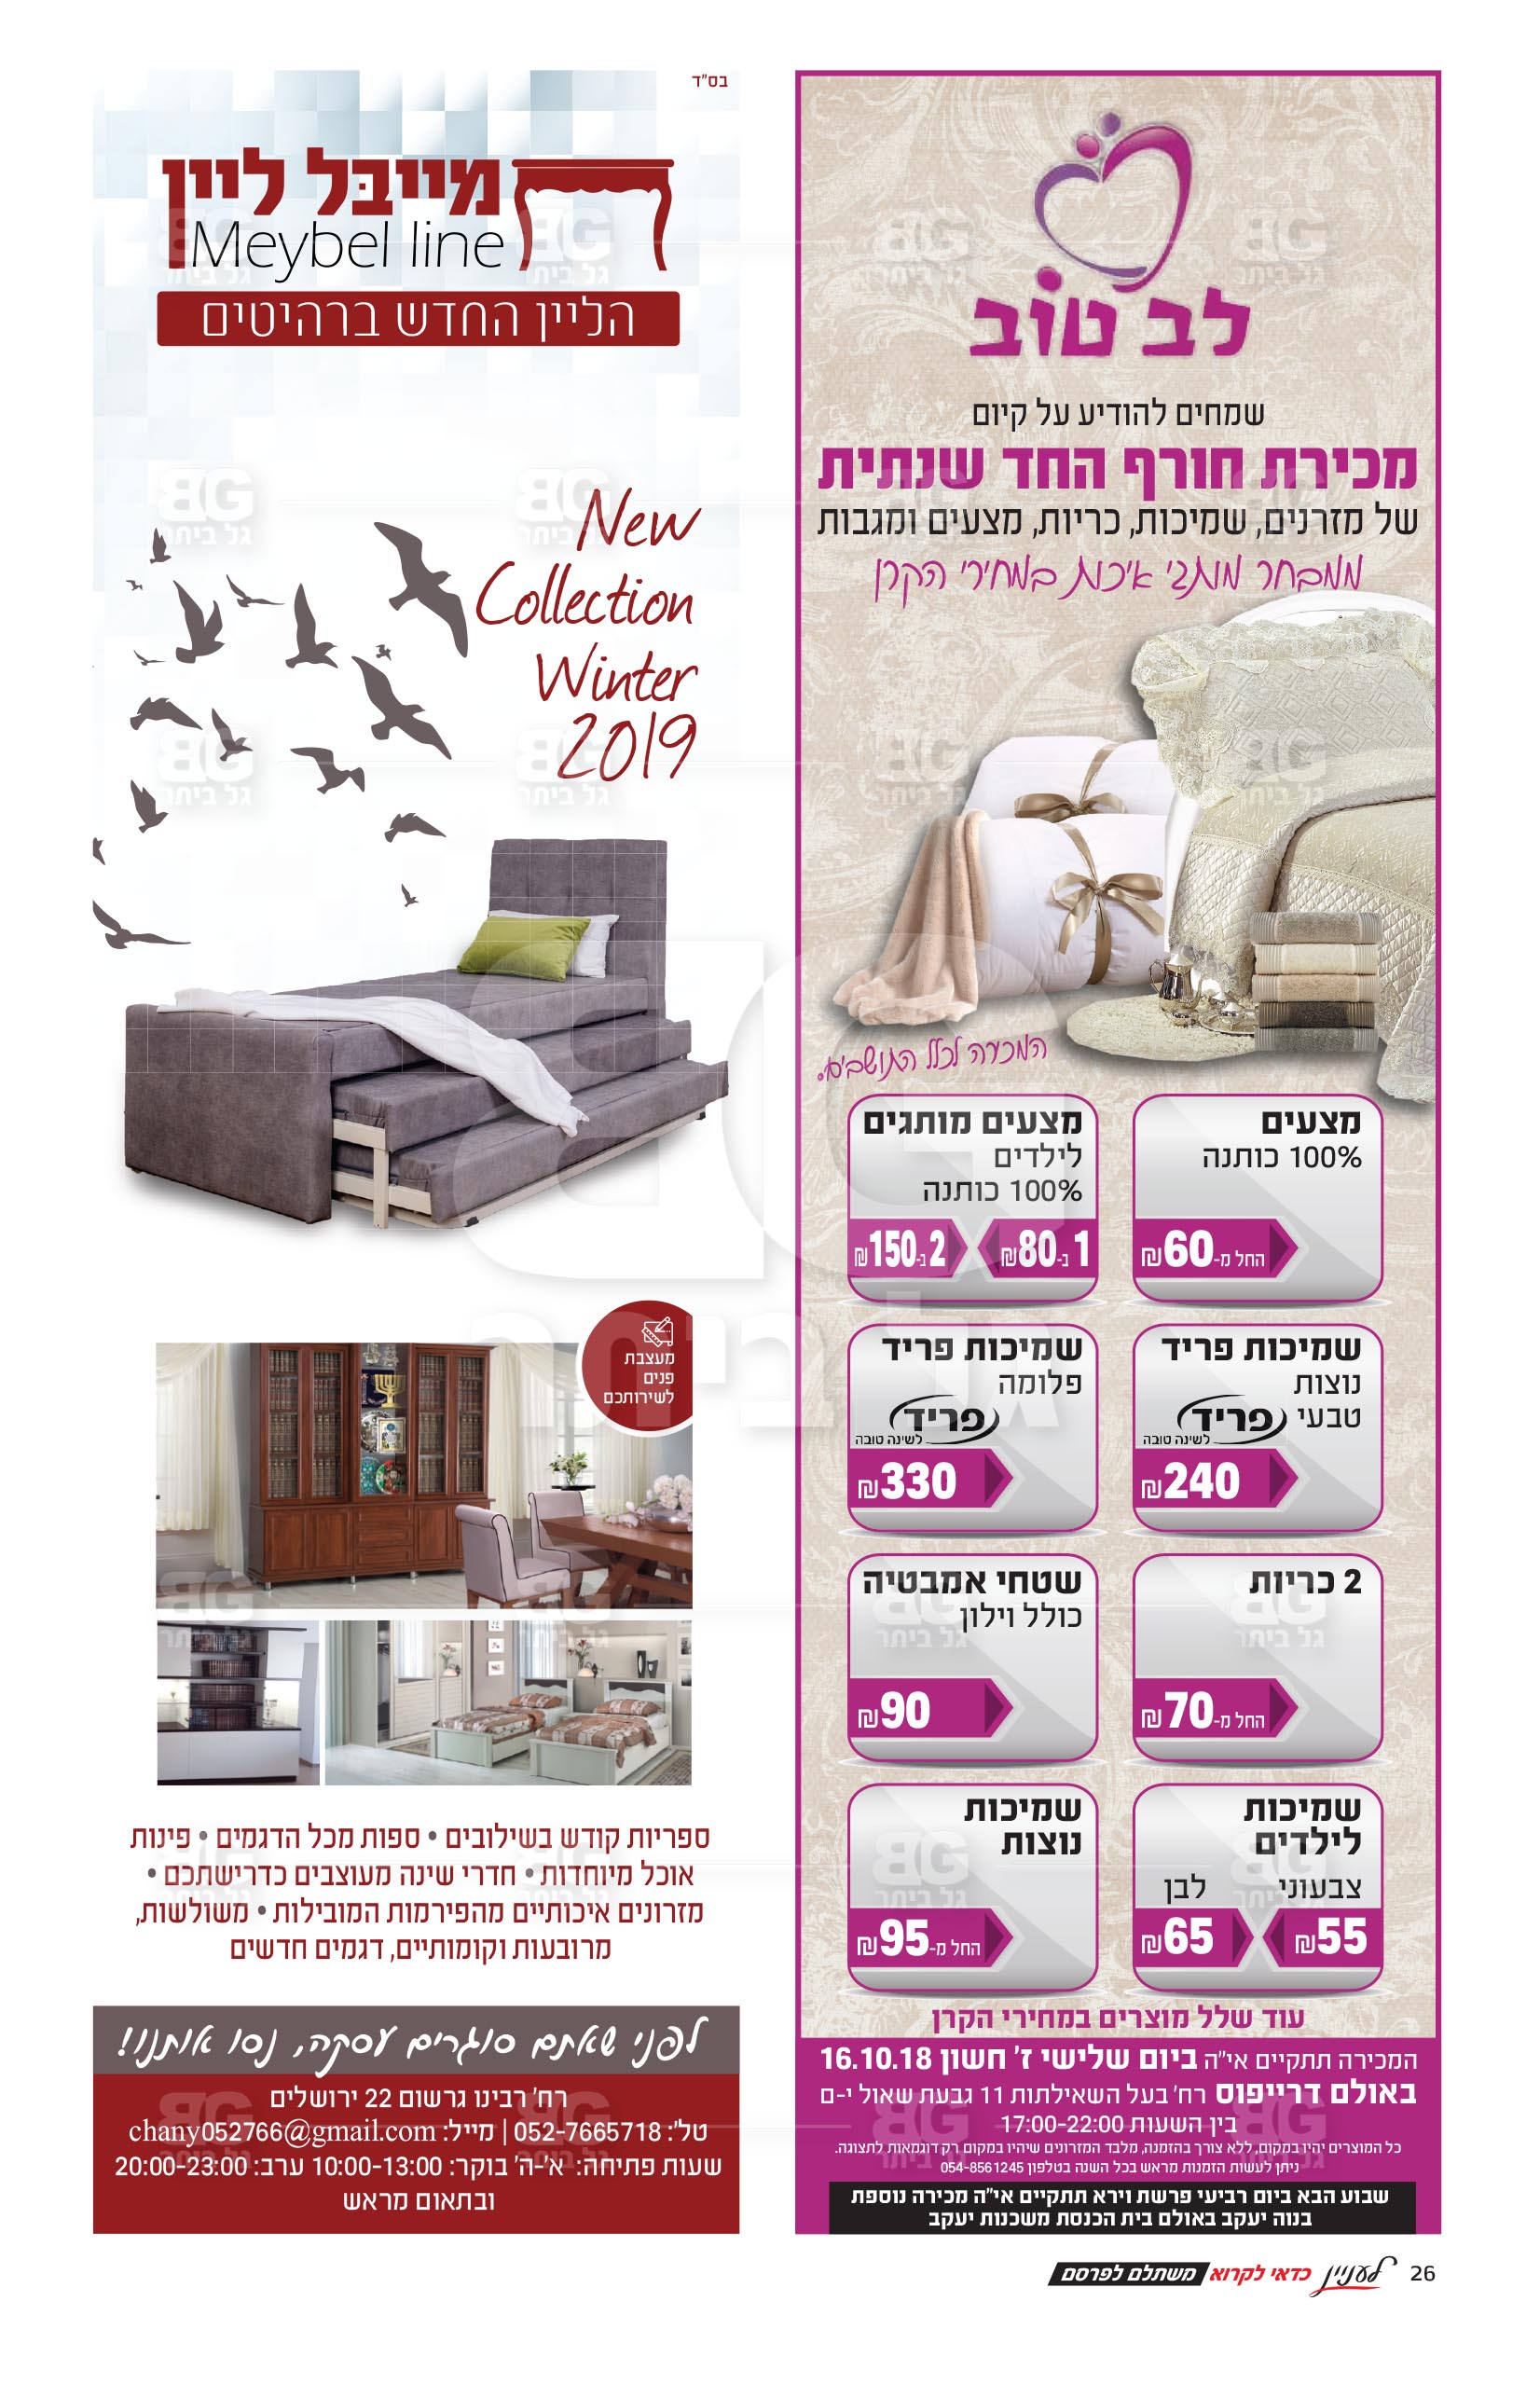 לב טוב
שמחים להודיע על קיום
מכירת חורף החד שנתית
של מזרנים, שמיכות, כריות, מצעים ומגבות
ממבחר מותגי איכות במחירי הקרן
המכירה לכלל התושבים.
מצעים
100% כותנה
החל מ-60₪
מצעים מותגים
לילדים
100% כותנה
1 ב-80₪
2 ב-150₪
שמיכות פריד
נוצות
טבעי
פריד
לשינה טובה
240₪
שמיכות פריד
פלומה
פריד
לשינה טובה
330₪
2 כריות
החל מ-70₪
שטחי אמבטיה
כולל וילון
90₪
שמיכות
לילדים
צבעוני
לבן
55₪
65₪
שמיכות
נוצות
החל מ-95₪
עוד שלל מוצרים במחירי הקרן
המכירה תתקיים אי"ה ביום שלישי ז' חשון 16.10.18
באולם דרייפוס רח' בעל השאילתות 11 גבעת שאול י-ם
בין השעות 17:00-22:00
כל המוצרים יהיו במקום, ללא צורך בהזמנה, מלבד המזרונים שיהיו במקום רק דוגמאות לתצוגה.
ניתן לעשות הזמנות מראש בכל השנה בטלפון 054-8561245
שבוע הבא ביום רביעי פרשת וירא תתקיים אי"ה מכירה נוספת
בנוה יעקב באולם בית הכנסת משכנות יעקב
בס"ד
מייבל ליין
Meybel line
הליין החדש ברהיטים
New
Collection
Winter
2019
מעצבת
פנים
לשירותכם
ספריות קודש בשילובים • ספות מכל הדגמים • פינות
אוכל מיוחדות • חדרי שינה מעוצבים כדרישתכם •
מזרונים איכותיים מהפירמות המובילות • משולשות,
מרובעות וקומותיים, דגמים חדשים
לפני שאתם סוגרים עסקה, נסו אותנו!
רח' רבינו גרשום 22 ירושלים
טל': 052-7665718 | מייל: chany052766@gmail.com
שעות פתיחה: א'-ה' בוקר: 10:00-13:00 ערב: 20:00-23:00
ובתאום מראש
26 לעניין כדאי לקרוא משתלם לפרסם
BG
גל ביתר